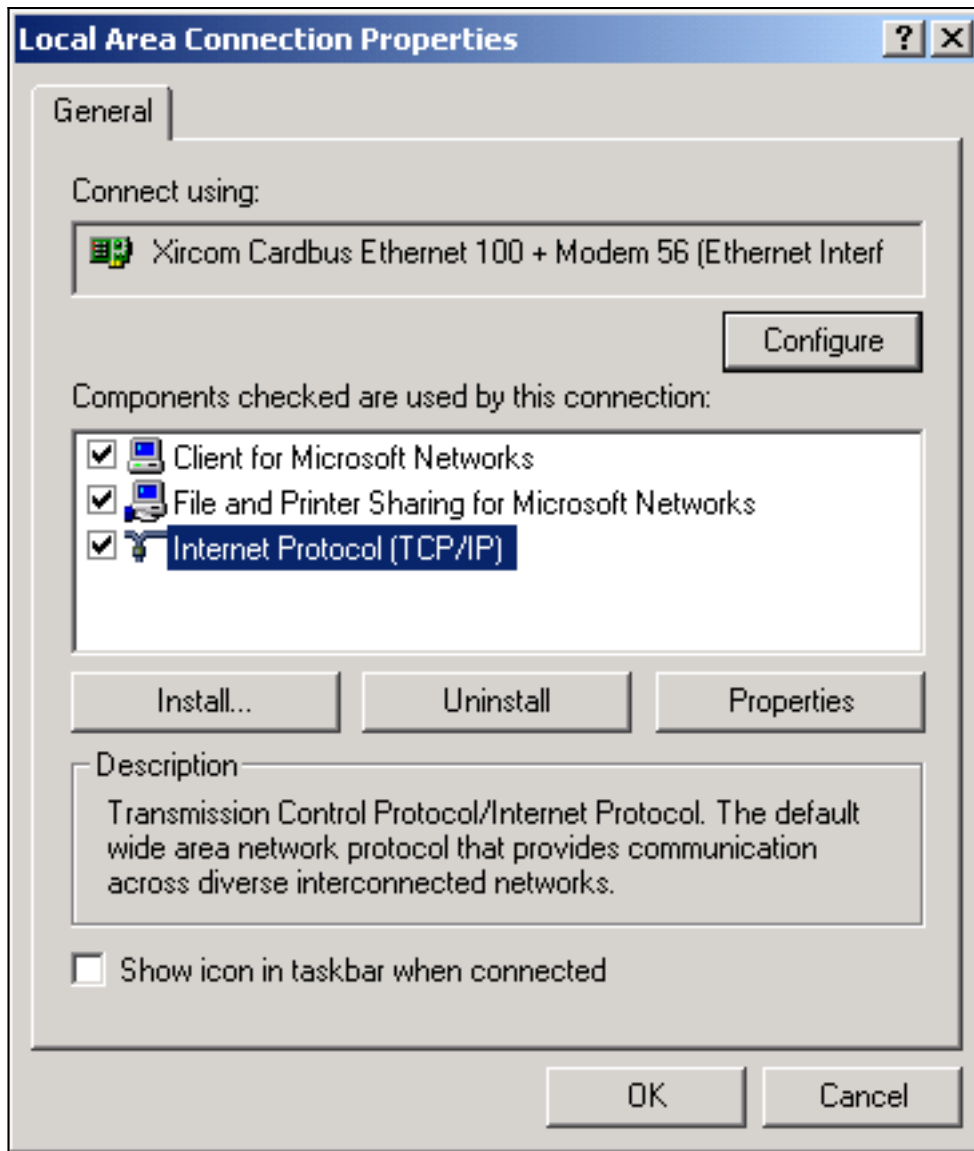 Local Area Connection Properties
General
Connect using:
Xircom Cardbus Ethernet 100 + Modem 56 (Ethernet Interf
Configure
Components checked are used by this connection:
Client for Microsoft Networks
File and Printer Sharing for Microsoft Networks
Internet Protocol (TCP/IP)
Install... Uninstall Properties
Description
Transmission Control Protocol/Internet Protocol. The default
wide area network protocol that provides communication
across diverse interconnected networks.
Show icon in taskbar when connected
OK Cancel